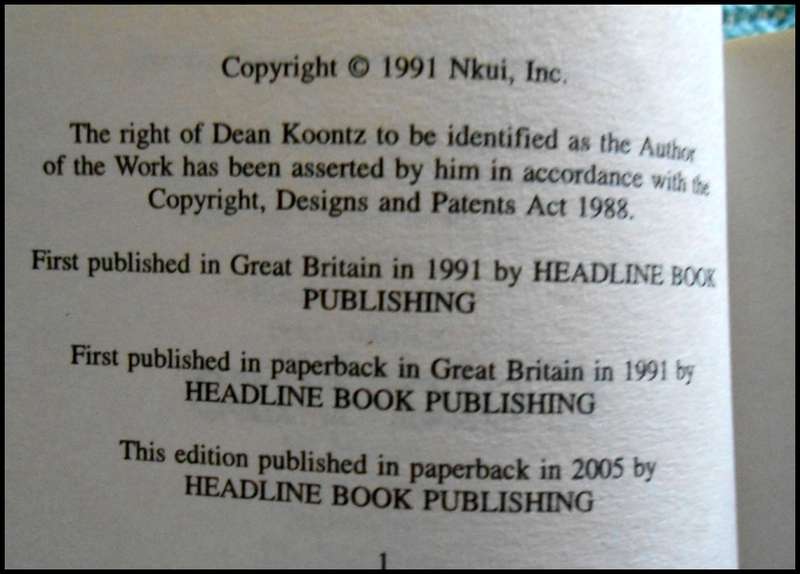 Copyright © 1991 Nkui, Inc.
The right of Dean Koontz to be identified as the Author
of the Work has been asserted by him in accordance with the
Copyright, Designs and Patents Act 1988.
First published in Great Britain in 1991 by HEADLINE BOOK
PUBLISHING
First published in paperback in Great Britain in 1991 by
HEADLINE BOOK PUBLISHING
This edition published in paperback in 2005 by
HEADLINE BOOK PUBLISHING
1